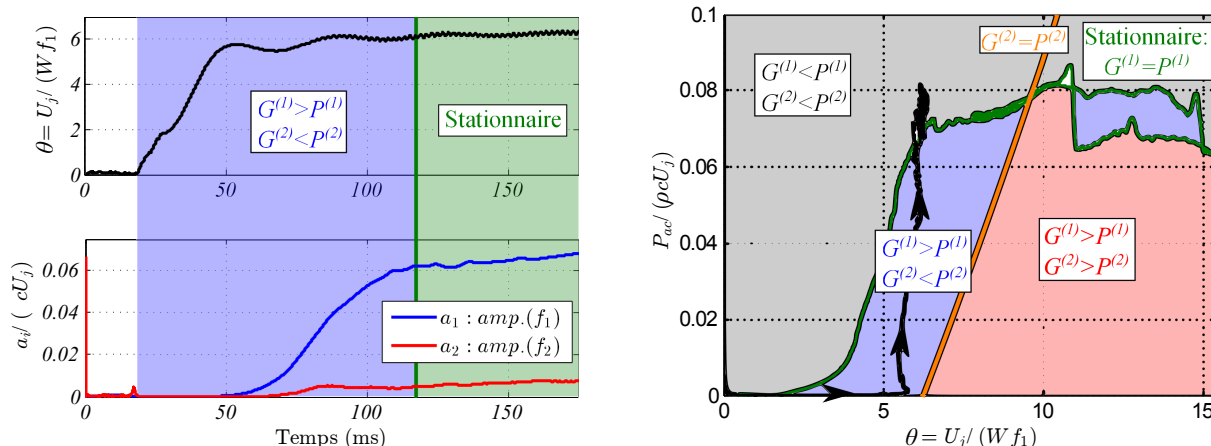 θ= U_j/ (W f_1)
6
4
2
0
0
50
100
150
G^(1)>P^(1)
G^(2)<P^(2)
Stationnaire
a_i/ ( cU_j)
0.06
0.04
0.02
0
0
50
100
150
Temps (ms)
a_1 : amp.(f_1)
a_2 : amp.(f_2)
P_ac/ (ρcU_j)
0.1
0.08
0.06
0.04
0.02
0
0
5
10
15
θ= U_j/ (W f_1)
G^(1)<P^(1)
G^(2)<P^(2)
G^(2)=P^(2)
Stationnaire:
G^(1)=P^(1)
G^(1)>P^(1)
G^(2)<P^(2)
G^(1)>P^(1)
G^(2)>P^(2)